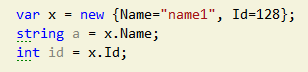 var x = new {Name="name1", Id=128};
string a = x.Name;
int id = x.Id;